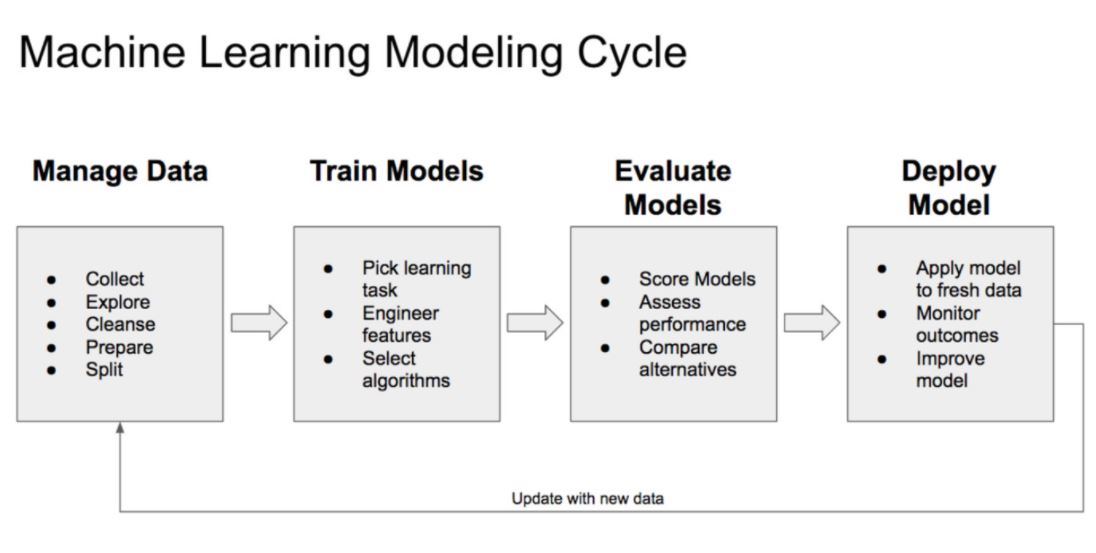 Machine Learning Modeling Cycle
Manage Data
● Collect
● Explore
● Cleanse
● Prepare
● Split
Train Models
● Pick learning
task
● Engineer
features
● Select
algorithms
Evaluate
Models
● Score Models
● Assess
performance
● Compare
alternatives
Deploy
Model
● Apply model
to fresh data
● Monitor
outcomes
● Improve
model
Update with new data